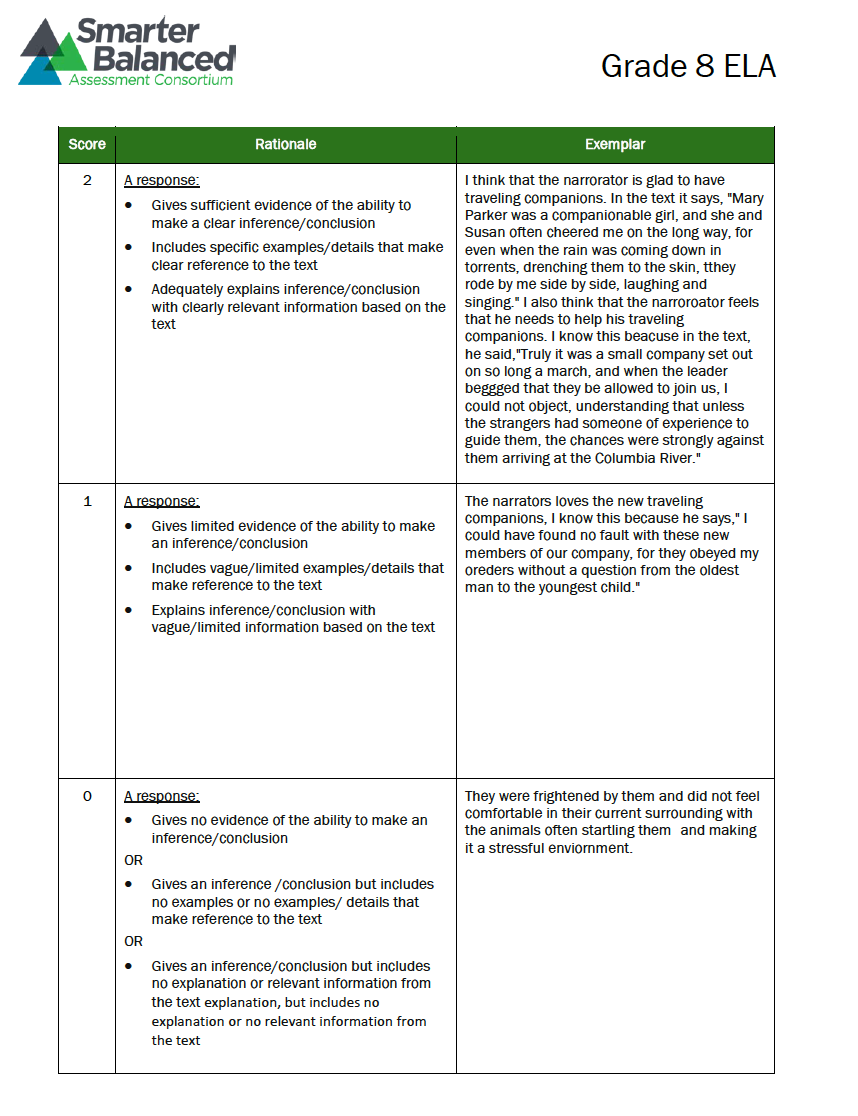 Smarter
Balanced
Assessment Consortium
Grade 8 ELA
Score
Rationale
Exemplar
2
A response:
• Gives sufficient evidence of the ability to
make a clear inference/conclusion
• Includes specific examples/details that make
clear reference to the text
• Adequately explains inference/conclusion
with clearly relevant information based on the
text
I think that the narrorator is glad to have
traveling companions. In the text it says, "Mary
Parker was a companionable girl, and she and
Susan often cheered me on the long way, for
even when the rain was coming down in
torrents, drenching them to the skin, tthey
rode by me side by side, laughing and
singing." I also think that the narroroator feels
that he needs to help his traveling
companions. I know this beacuse in the text,
he said,"Truly it was a small company set out
on so long a march, and when the leader
beggged that they be allowed to join us, I
could not object, understanding that unless
the strangers had someone of experience to
guide them, the chances were strongly against
them arriving at the Columbia River."
1
A response:
• Gives limited evidence of the ability to make
an inference/conclusion
• Includes vague/limited examples/details that
make reference to the text
• Explains inference/conclusion with
vague/limited information based on the text
The narrators loves the new traveling
companions, I know this because he says," I
could have found no fault with these new
members of our company, for they obeyed my
oreders without a question from the oldest
man to the youngest child."
0
A response:
• Gives no evidence of the ability to make an
inference/conclusion
OR
• Gives an inference /conclusion but includes
no examples or no examples/ details that
make reference to the text
OR
• Gives an inference/conclusion but includes
no explanation or relevant information from
the text explanation, but includes no
explanation or no relevant information from
the text
They were frightened by them and did not feel
comfortable in their current surrounding with
the animals often startling them  and making
it a stressful enviornment.